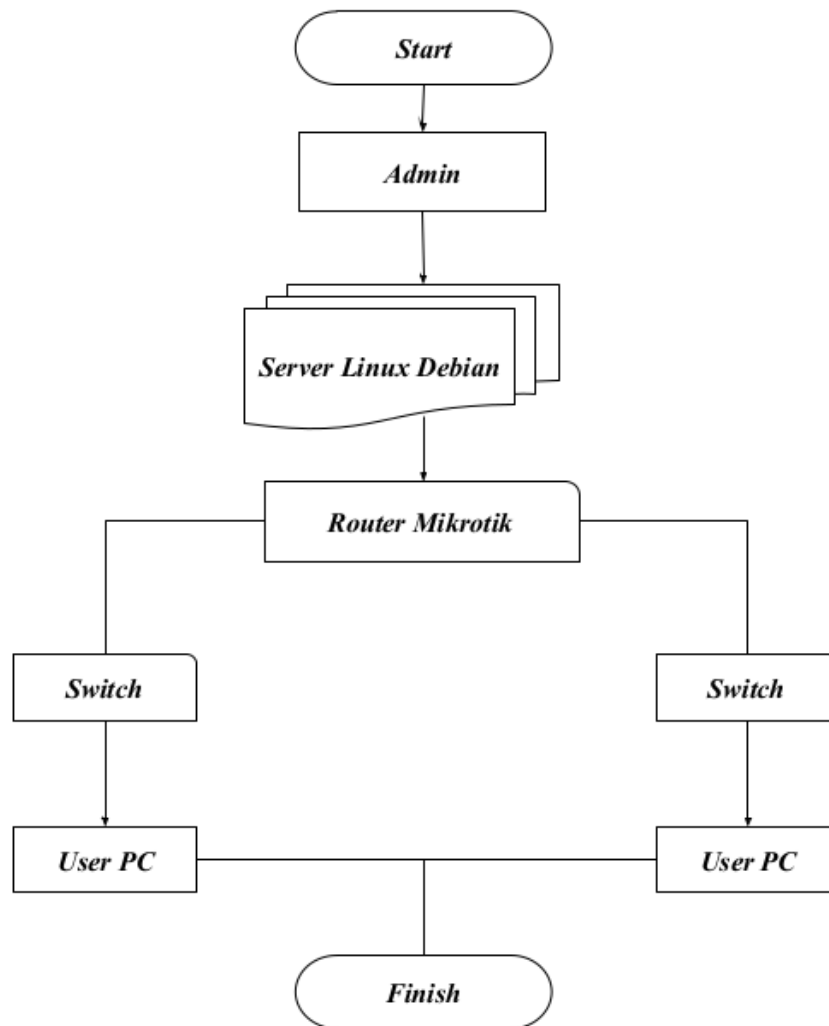 Start
Admin
Server Linux Debian
Router Mikrotik
Switch
Switch
User PC
User PC
Finish